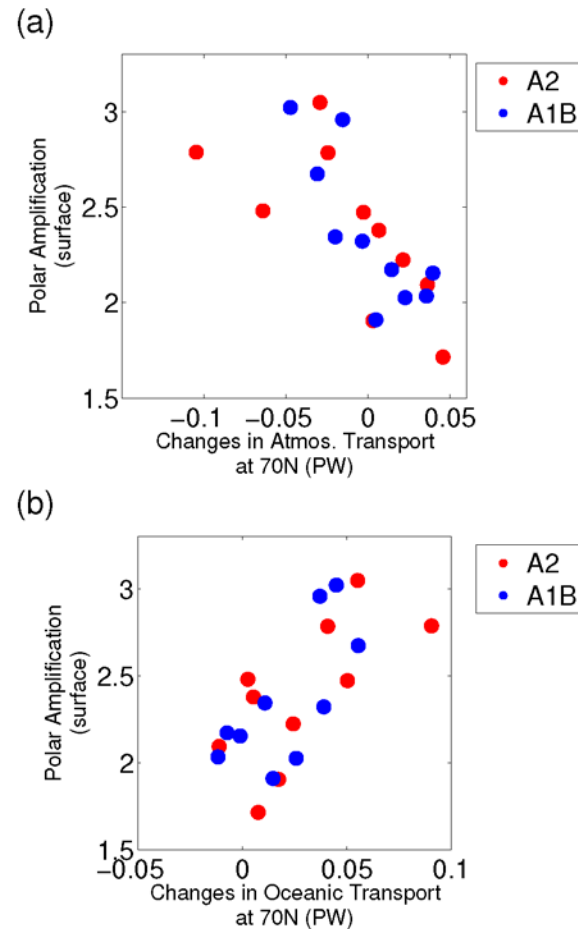 (a)
A2
A1B
3
2.5
2
1.5
Polar Amplification
(surface)
−0.1 −0.05 0 0.05
Changes in Atmos. Transport
at 70N (PW)
(b)
A2
A1B
3
2.5
2
1.5
Polar Amplification
(surface)
−0.05 0 0.05 0.1
Changes in Oceanic Transport
at 70N (PW)